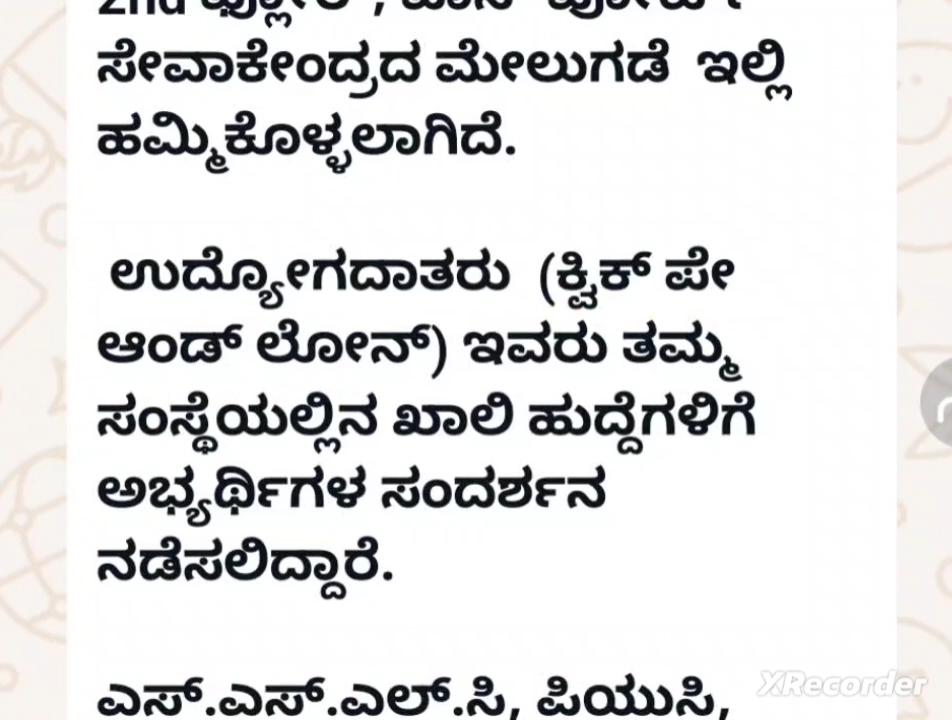 2nd ಫ್ಲೋರ್, ಪಾಸ್ ಪೋರ್ಟ್
ಸೇವಾಕೇಂದ್ರದ ಮೇಲುಗಡೆ ಇಲ್ಲಿ
ಹಮ್ಮಿಕೊಳ್ಳಲಾಗಿದೆ.
ಉದ್ಯೋಗದಾತರು (ಕ್ವಿಕ್ ಪೇ
ಆಂಡ್ ಲೋನ್) ಇವರು ತಮ್ಮ
ಸಂಸ್ಥೆಯಲ್ಲಿನ ಖಾಲಿ ಹುದ್ದೆಗಳಿಗೆ
ಅಭ್ಯರ್ಥಿಗಳ ಸಂದರ್ಶನ
ನಡೆಸಲಿದ್ದಾರೆ.
ಎಸ್.ಎಸ್.ಎಲ್.ಸಿ, ಪಿಯುಸಿ,
XRecorder